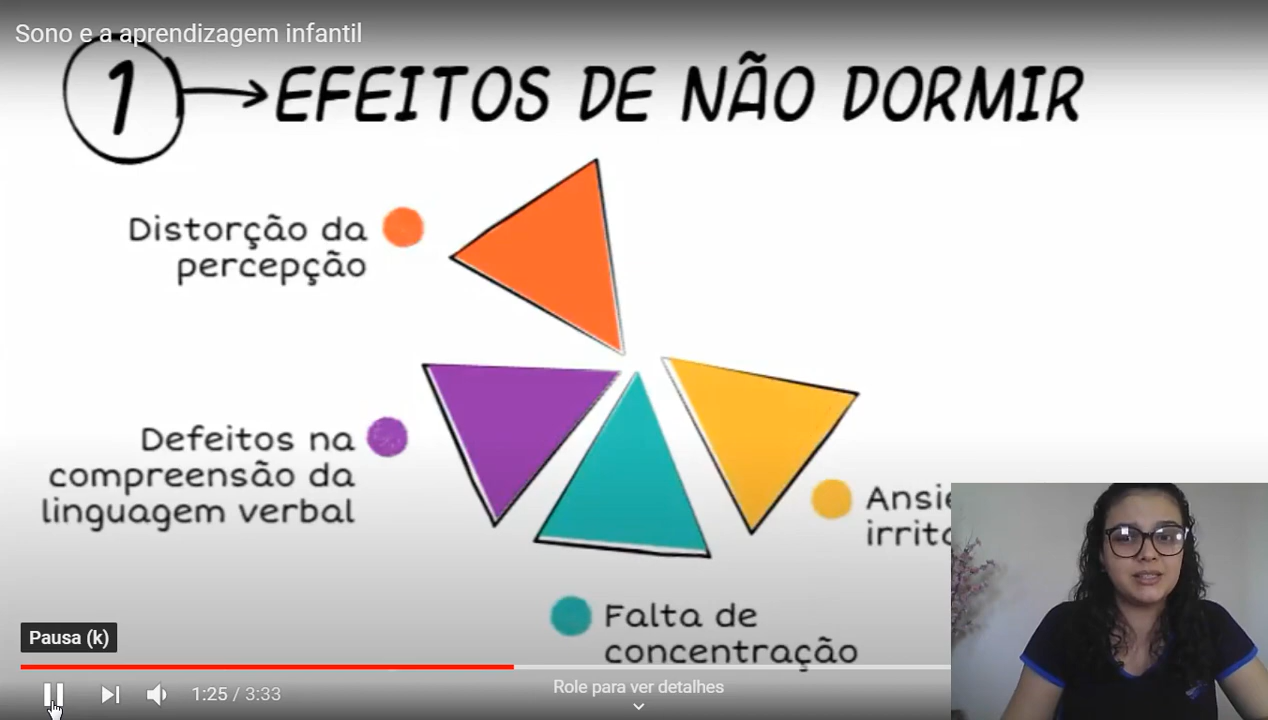 Sono e a aprendizagem infantil
1
EFEITOS DE NÃO DORMIR
Distorção da
percepção
Defeitos na
compreensão da
linguagem verbal
Falta de
concentração
Pausa (k)
1:25 / 3:33
Role para ver detalhes